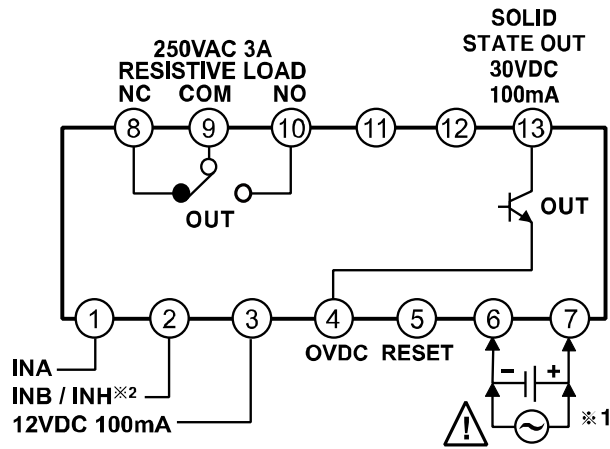 SOLID
STATE OUT
30VDC
100mA
250VAC 3A
RESISTIVE LOAD
NC COM NO
8 9 10 11 12 13
OUT
OUT
1 2 3 4 5 6 7
0VDC RESET
INA
INB / INH※2
12VDC 100mA
- +
※1
!